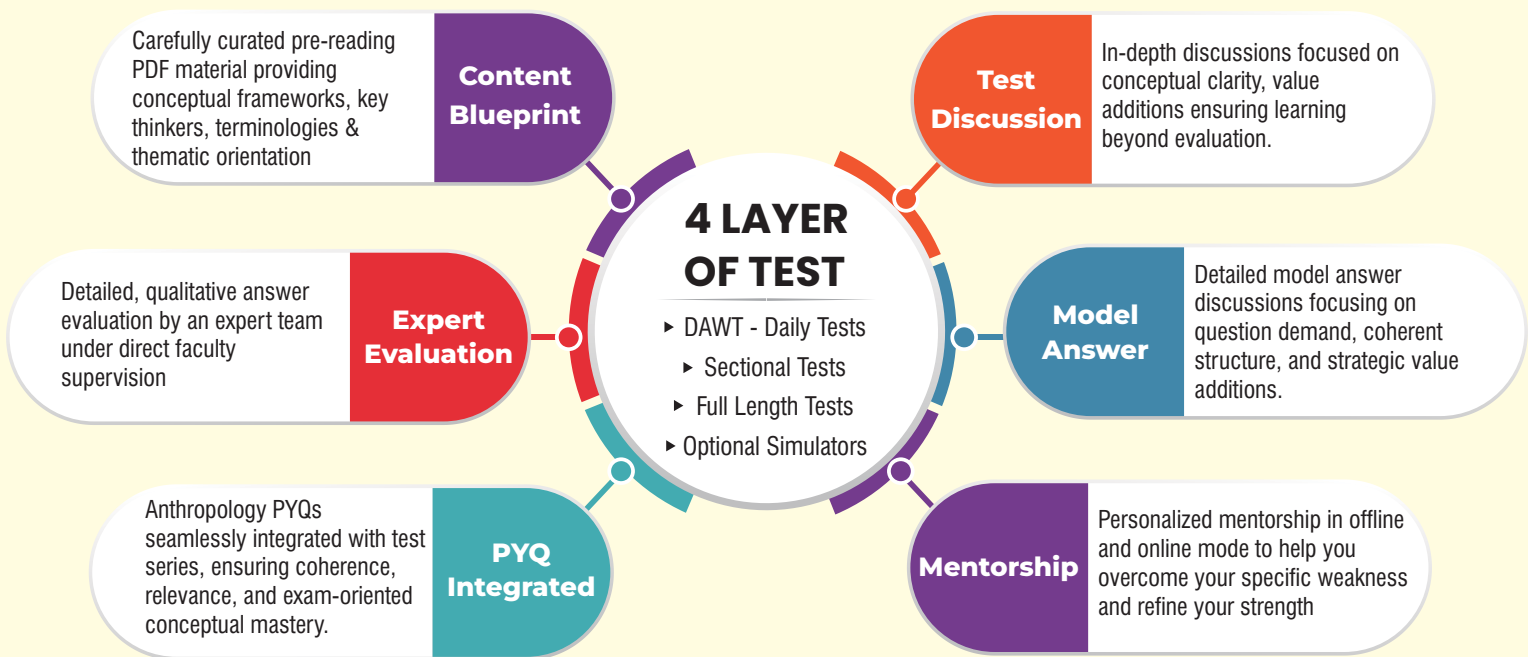 Carefully curated pre-reading
PDF material providing
conceptual frameworks, key
thinkers, terminologies &
thematic orientation
Content
Blueprint
Test
Discussion
In-depth discussions focused on
conceptual clarity, value
additions ensuring learning
beyond evaluation.
4 LAYER
OF TEST
▸ DAWT - Daily Tests
▸ Sectional Tests
▸ Full Length Tests
▸ Optional Simulators
Detailed, qualitative answer
evaluation by an expert team
under direct faculty
supervision
Expert
Evaluation
Model
Answer
Detailed model answer
discussions focusing on
question demand, coherent
structure, and strategic value
additions.
Anthropology PYQs
seamlessly integrated with test
series, ensuring coherence,
relevance, and exam-oriented
conceptual mastery.
PYQ
Integrated
Mentorship
Personalized mentorship in offline
and online mode to help you
overcome your specific weakness
and refine your strength